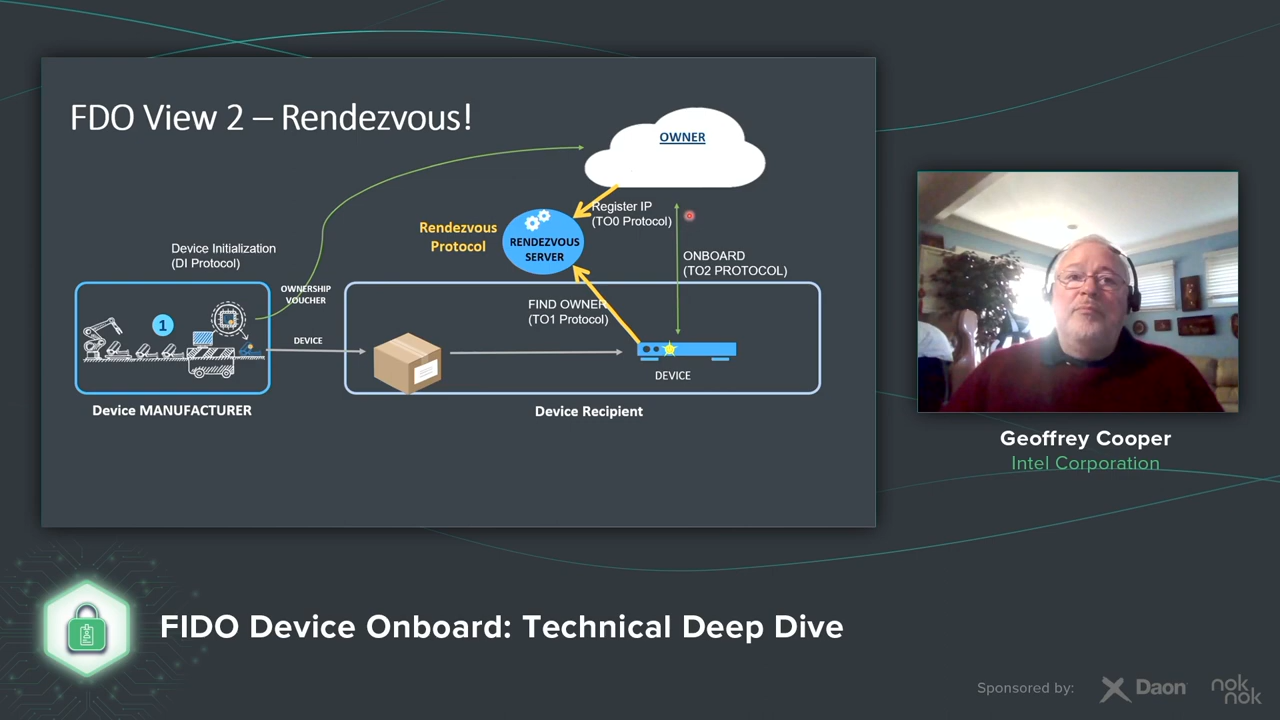 FDO View 2 – Rendezvous!
OWNER
Register IP
(TO0 Protocol)
Rendezvous
Protocol
RENDEZVOUS
SERVER
Device Initialization
(DI Protocol)
ONBOARD
(TO2 PROTOCOL)
OWNERSHIP
VOUCHER
FIND OWNER
(TO1 Protocol)
1
DEVICE
DEVICE
Device MANUFACTURER
Device Recipient
Geoffrey Cooper
Intel Corporation
FIDO Device Onboard: Technical Deep Dive
Sponsored by:
Daon
nok
nok